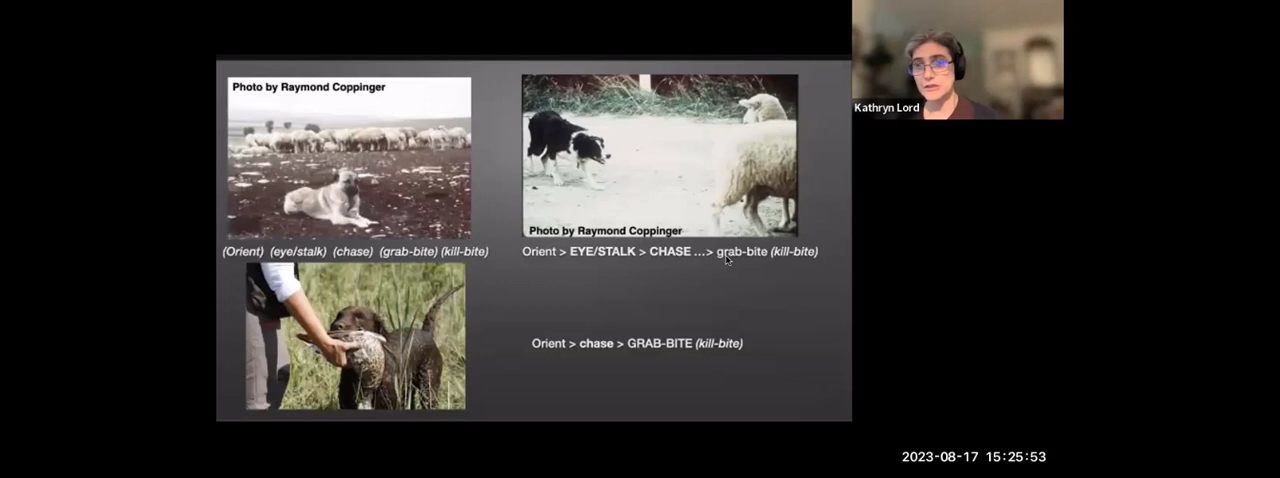 Photo by Raymond Coppinger
Kathryn Lord
Photo by Raymond Coppinger
(Orient) (eye/stalk) (chase) (grab-bite) (kill-bite)
Orient > EYE/STALK > CHASE ...> grab-bite (kill-bite)
Orient > chase > GRAB-BITE (kill-bite)
2023-08-17 15:25:53